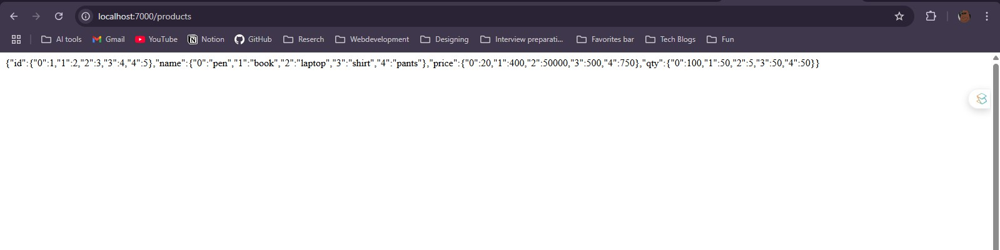 localhost:7000/products
AI tools Gmail YouTube Notion GitHub Reserch Webdevelopment Designing Interview preparati... Favorites bar Tech Blogs Fun
{"id":{"0":1,"1":2,"2":3,"3":4,"4":5},"name":{"0":"pen","1":"book","2":"laptop","3":"shirt","4":"pants"},"price":{"0":20,"1":400,"2":50000,"3":500,"4":750},"qty":{"0":100,"1":50,"2":5,"3":50,"4":50}}